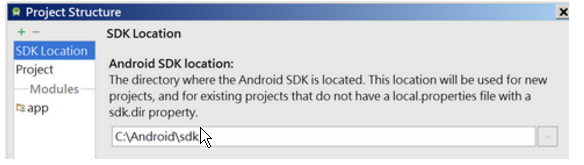 Project Structure
SDK Location
SDK Location
Project
Modules
app
Android SDK location:
The directory where the Android SDK is located. This location will be used for new
projects, and for existing projects that do not have a local.properties file with a
sdk.dir property.
C:\Android\sdk